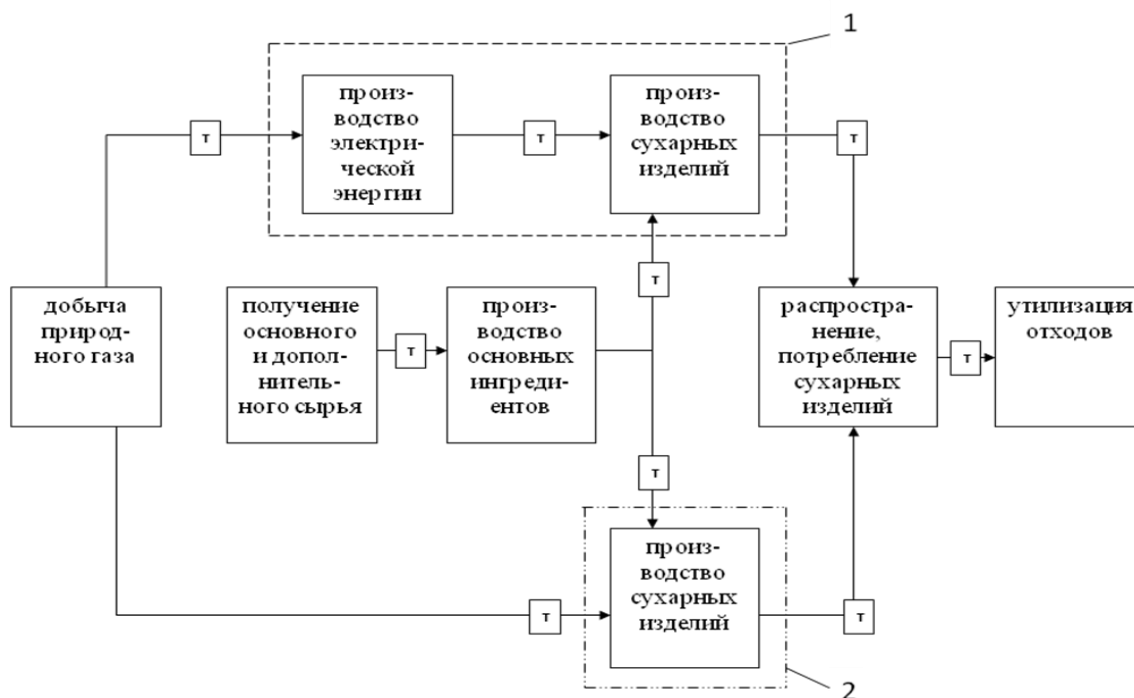 1
произ-
водство
электри-
ческой
энергии
произ-
водство
сухарных
изделий
т
т
т
т
добыча
природ-
ного газа
получение
основного
и допол-
нитель-
ного сырья
т
произ-
водство
основных
ингреди-
ентов
распростра-
нение,
потребление
сухарных
изделий
т
утилизация
отходов
т
произ-
водство
сухарных
изделий
т
т
2